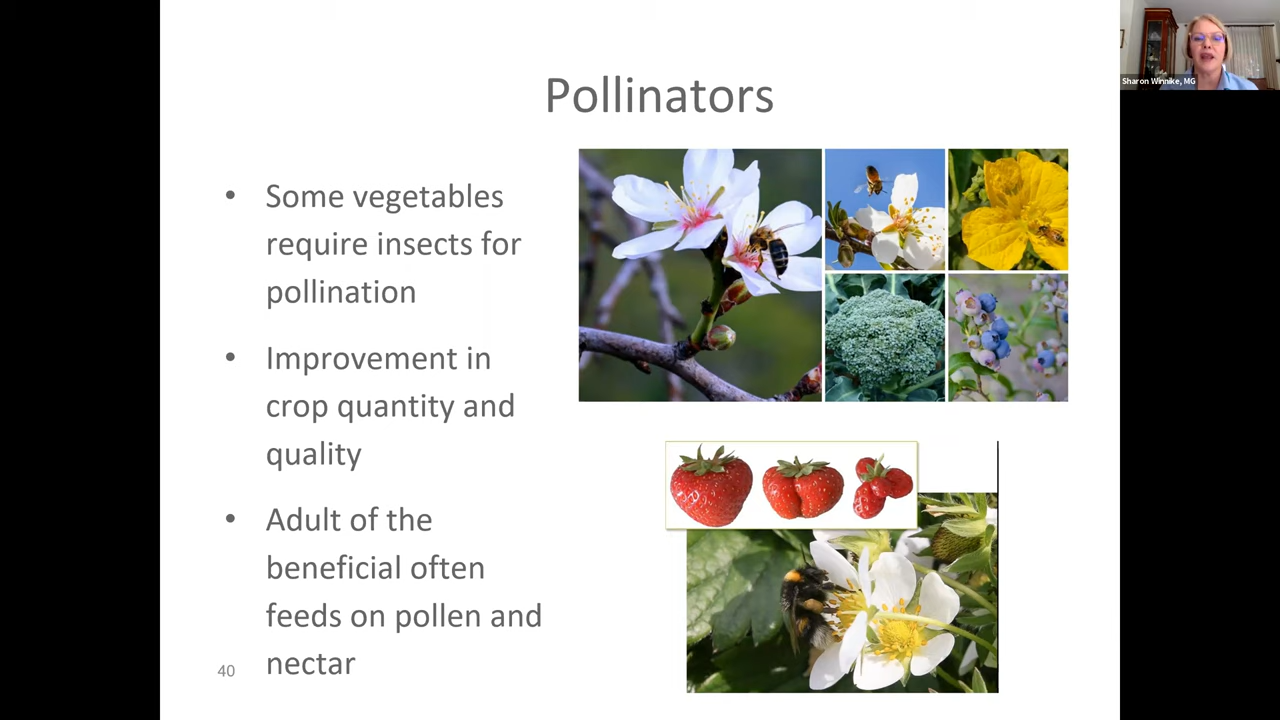 Pollinators
• Some vegetables
require insects for
pollination
• Improvement in
crop quantity and
quality
• Adult of the
beneficial often
feeds on pollen and
nectar
40
Sharon Winnike, MG